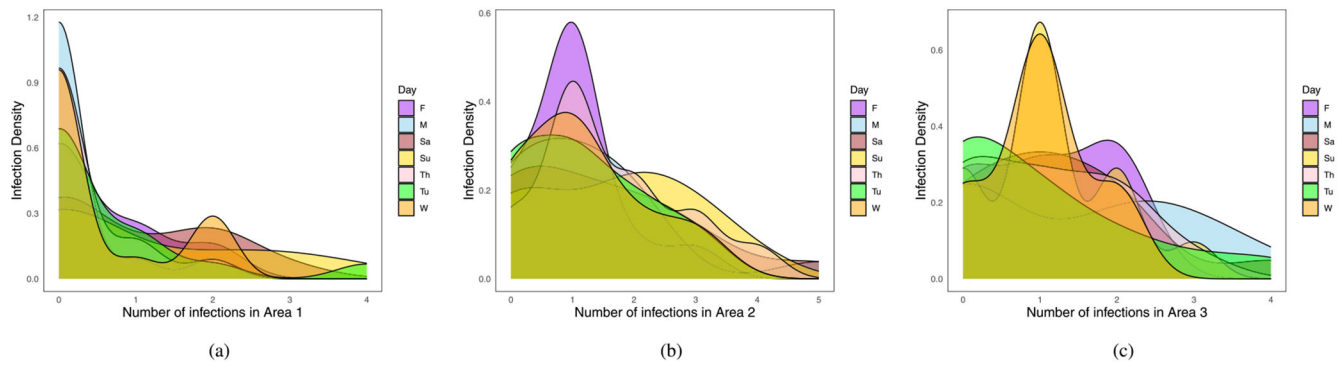 1.2
0.9
0.6
0.3
0.0
Infection Density
0 1 2 3 4
Number of infections in Area 1
Day
F
M
Sa
Su
Th
Tu
W
(a)
0.6
0.4
0.2
0.0
Infection Density
0 1 2 3 4 5
Number of infections in Area 2
Day
F
M
Sa
Su
Th
Tu
W
(b)
0.6
0.4
0.2
0.0
Infection Density
0 1 2 3 4
Number of infections in Area 3
Day
F
M
Sa
Su
Th
Tu
W
(c)